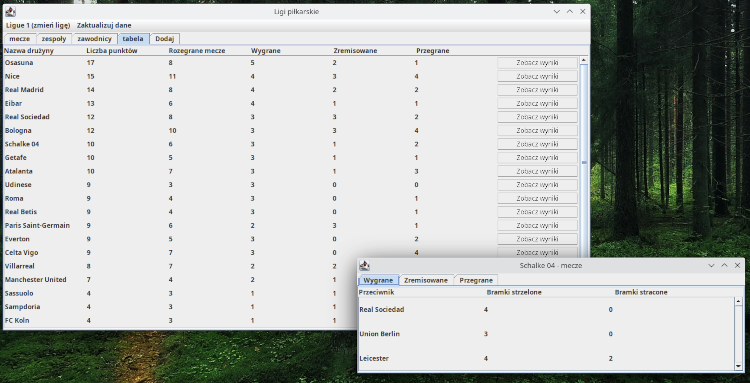 Ligi piłkarskie
Ligue 1 (zmień ligę) Zaktualizuj dane
mecze zespoły zawodnicy tabela Dodaj
Nazwa drużyny Liczba punktów Rozegrane mecze Wygrane Zremisowane Przegrane
Osasuna 17 8 5 2 1 Zobacz wyniki
Nice 15 11 4 3 4 Zobacz wyniki
Real Madrid 14 8 4 2 2 Zobacz wyniki
Eibar 13 6 4 1 1 Zobacz wyniki
Real Sociedad 12 8 3 3 2 Zobacz wyniki
Bologna 12 10 3 3 4 Zobacz wyniki
Schalke 04 10 6 3 1 2 Zobacz wyniki
Getafe 10 5 3 1 1 Zobacz wyniki
Atalanta 10 7 3 1 3 Zobacz wyniki
Udinese 9 3 3 0 0 Zobacz wyniki
Roma 9 4 3 0 1 Zobacz wyniki
Real Betis 9 4 3 0 1 Zobacz wyniki
Paris Saint-Germain 9 6 2 3 1 Zobacz wyniki
Everton 9 5 3 0 2 Zobacz wyniki
Celta Vigo 9 7 3 0 4 Zobacz wyniki
Villarreal 8 7 2 2
Manchester United 7 4 2 1
Sassuolo 4 3 1 1
Sampdoria 4 3 1 1
FC Koln 4 3 1 1
Schalke 04 - mecze
Wygrane Zremisowane Przegrane
Przeciwnik Bramki strzelone Bramki stracone
Real Sociedad 4 0
Union Berlin 3 0
Leicester 4 2